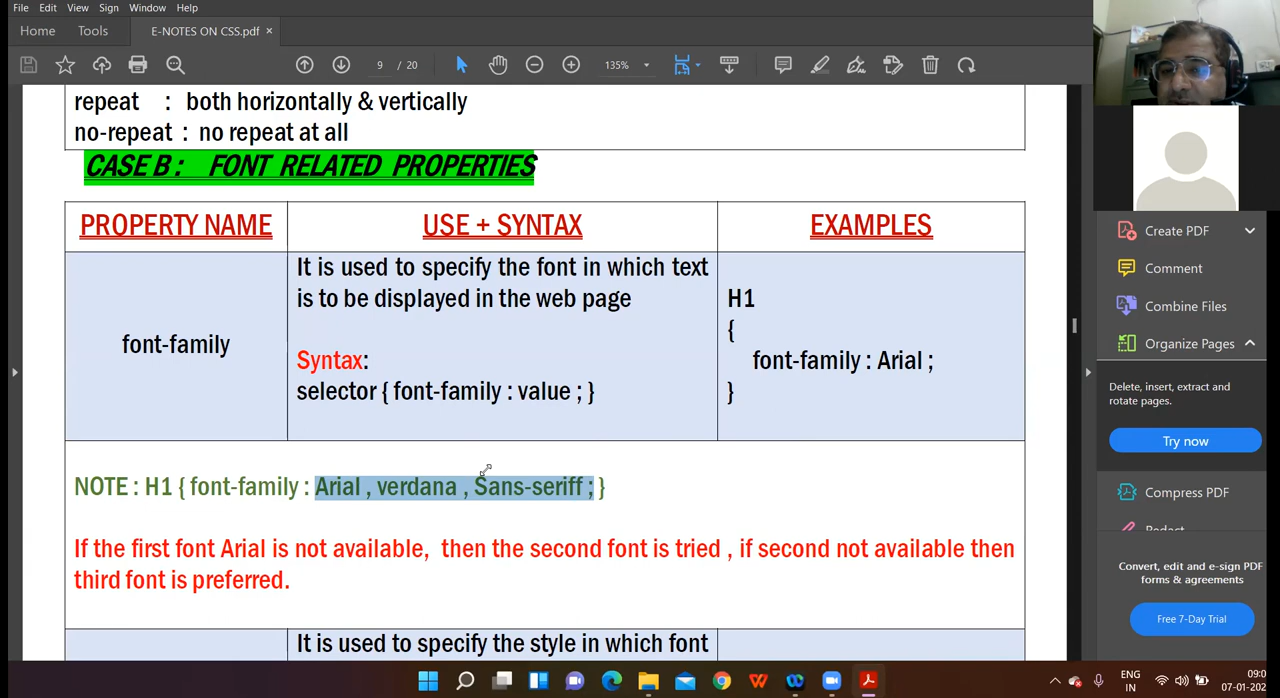 File Edit View Sign Window Help
Home Tools E-NOTES ON CSS.pdf ×
9 / 20 135%
repeat : both horizontally & vertically
no-repeat : no repeat at all
CASE B : FONT RELATED PROPERTIES
PROPERTY NAME USE + SYNTAX EXAMPLES
font-family
It is used to specify the font in which text
is to be displayed in the web page
Syntax:
selector { font-family : value ; }
H1
{
font-family : Arial ;
}
NOTE : H1 { font-family : Arial , verdana , Sans-seriff ; }
If the first font Arial is not available, then the second font is tried , if second not available then
third font is preferred.
It is used to specify the style in which font
Create PDF
Comment
Combine Files
Organize Pages
Delete, insert, extract and
rotate pages.
Try now
Compress PDF
Redact
Convert, edit and e-sign PDF
forms & agreements
Free 7-Day Trial
ENG
IN
09:0
07-01-202